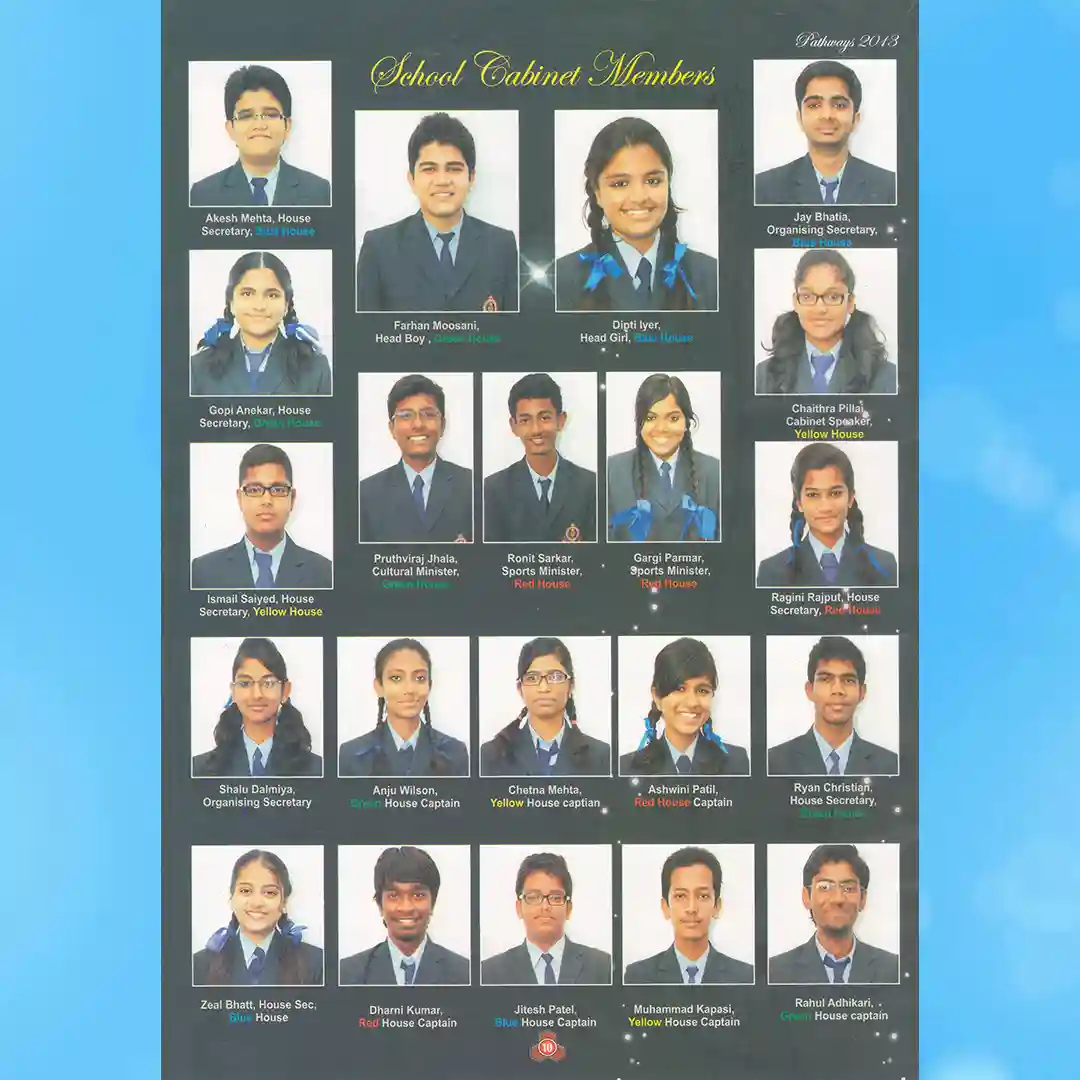 Pathways 2013
School Cabinet Members
Akesh Mehta, House
Secretary, Blue House
Farhan Moosani,
Head Boy , Green House
Dipti Iyer,
Head Girl, Blue House
Jay Bhatia,
Organising Secretary,
Blue House
Gopi Anekar, House
Secretary, Green House
Chaithra Pillai,
Cabinet Speaker,
Yellow House
Ismail Saiyed, House
Secretary, Yellow House
Pruthviraj Jhala,
Cultural Minister,
Green House
Ronit Sarkar,
Sports Minister,
Red House
Gargi Parmar,
Sports Minister,
Red House
Ragini Rajput, House
Secretary, Red House
Shalu Dalmiya,
Organising Secretary
Anju Wilson,
Green House Captain
Chetna Mehta,
Yellow House captian
Ashwini Patil,
Red House Captain
Ryan Christian,
House Secretary,
Green House
Zeal Bhatt, House Sec,
Blue House
Dharni Kumar,
Red House Captain
Jitesh Patel,
Blue House Captain
Muhammad Kapasi,
Yellow House Captain
Rahul Adhikari,
Green House captain
10